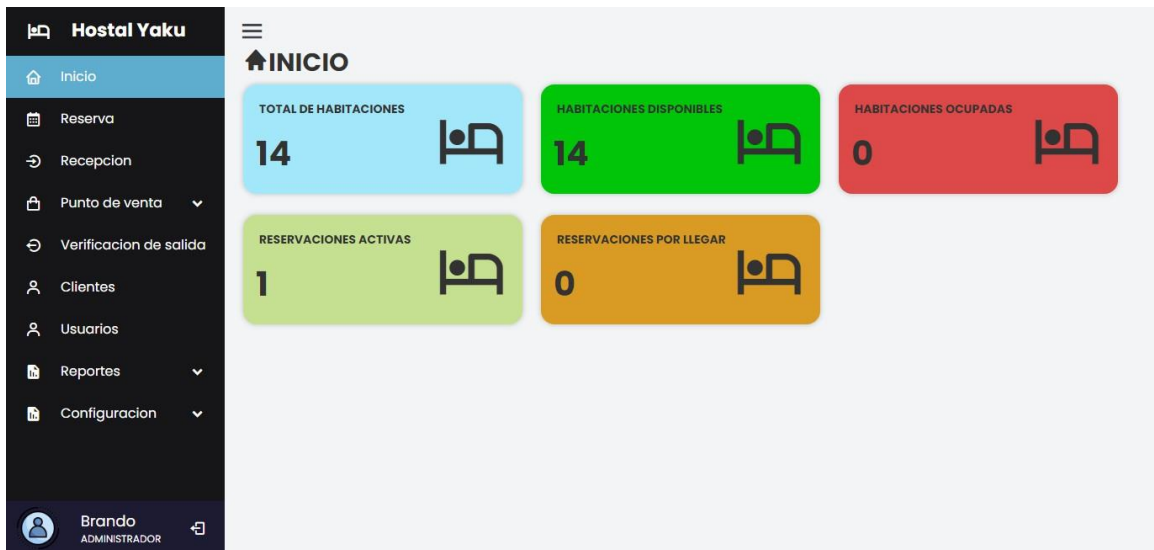 Hostal Yaku
Inicio
Reserva
Recepcion
Punto de venta
Verificacion de salida
Clientes
Usuarios
Reportes
Configuracion
Brando
ADMINISTRADOR
INICIO
TOTAL DE HABITACIONES
14
HABITACIONES DISPONIBLES
14
HABITACIONES OCUPADAS
0
RESERVACIONES ACTIVAS
1
RESERVACIONES POR LLEGAR
0